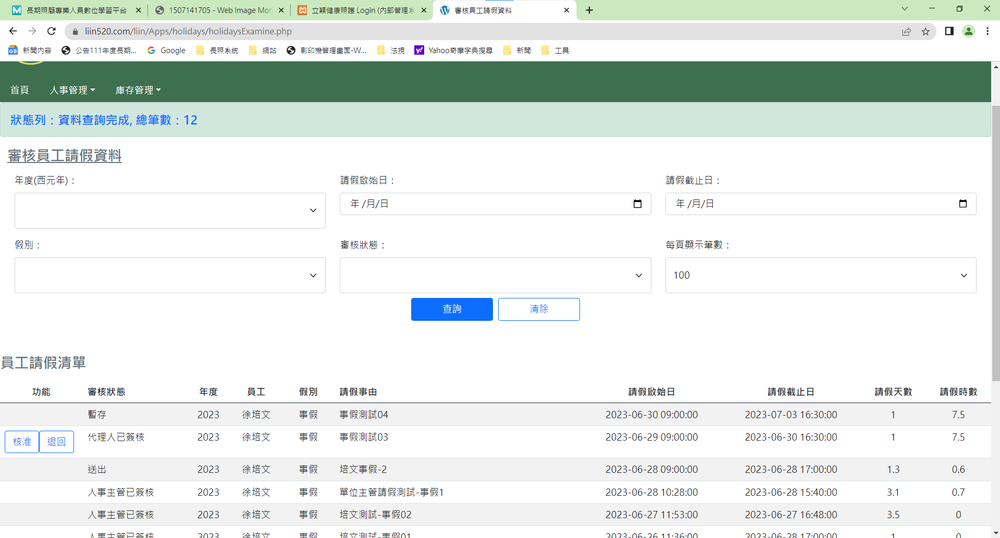 長期照顧專業人員數位學習平台
1507141705 - Web Image Mon
立穎健康照護 Login (內部管理系
審核員工請假資料
liin520.com/liin/Apps/holidays/holidaysExamine.php
新聞內容 公告111年度長期... Google 長照系統 網站 影印機管理畫面-W... 法規 Yahoo奇摩字典搜尋 新聞 工具
首頁 人事管理 庫存管理
狀態列：資料查詢完成, 總筆數：12
審核員工請假資料
年度(西元年)： 請假啟始日： 請假截止日：
年 /月/日 年 /月/日
假別： 審核狀態： 每頁顯示筆數：
100
查詢 清除
員工請假清單
功能 審核狀態 年度 員工 假別 請假事由 請假啟始日 請假截止日 請假天數 請假時數
暫存 2023 徐培文 事假 事假測試04 2023-06-30 09:00:00 2023-07-03 16:30:00 1 7.5
核准 退回 代理人已簽核 2023 徐培文 事假 事假測試03 2023-06-29 09:00:00 2023-06-30 16:30:00 1 7.5
送出 2023 徐培文 事假 培文事假-2 2023-06-28 09:00:00 2023-06-28 17:00:00 1.3 0.6
人事主管已簽核 2023 徐培文 事假 單位主管請假測試-事假1 2023-06-28 10:28:00 2023-06-28 15:40:00 3.1 0.7
人事主管已簽核 2023 徐培文 事假 培文測試-事假02 2023-06-27 11:53:00 2023-06-27 16:48:00 3.5 0
人事主管已簽核 2023 徐培文 事假 培文測試-事假01 2023-06-26 11:36:00 2023-06-28 17:00:00 1 0